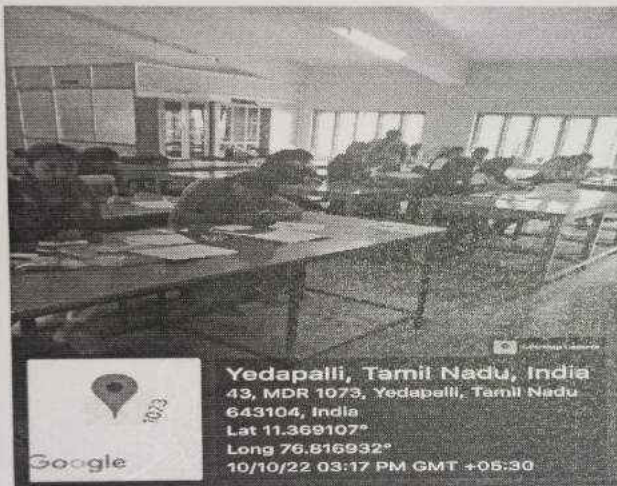 Yedapalli, Tamil Nadu, India
43, MDR 1073, Yedapalli, Tamil Nadu
643104, India
Lat 11.369107°
Long 76.816932°
10/10/22 03:17 PM GMT +05:30
1073
Google